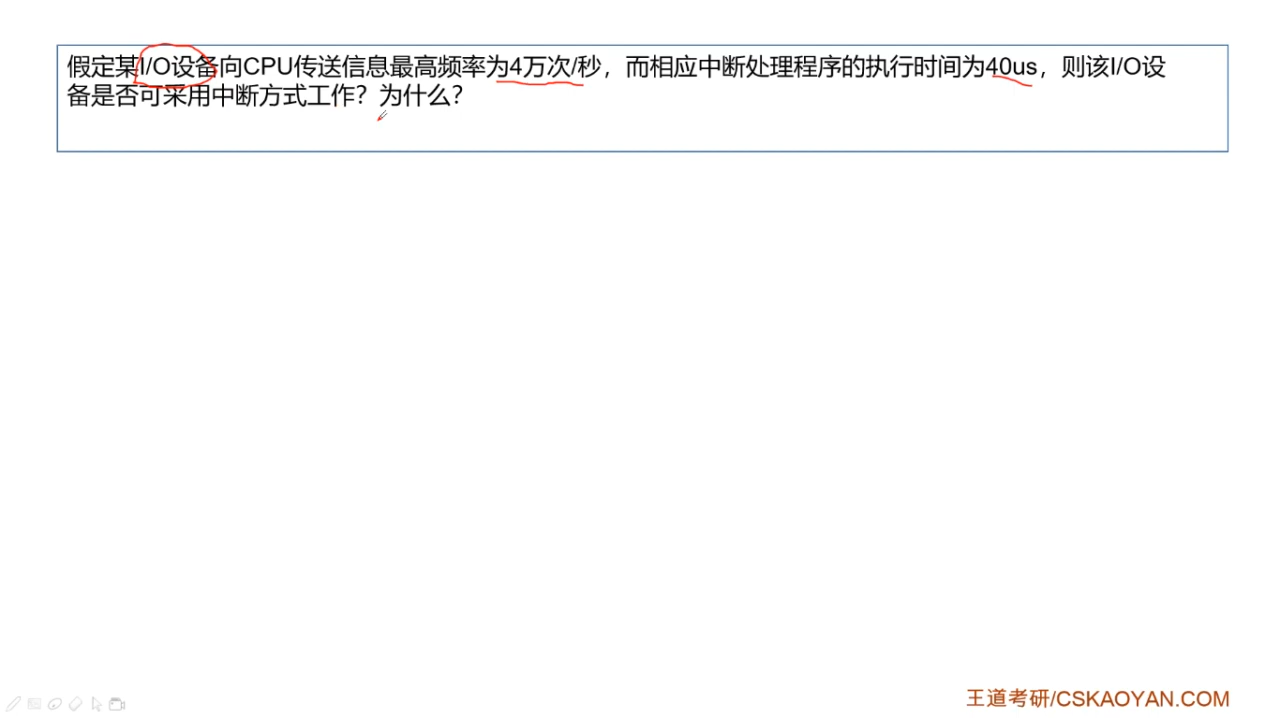 假定某I/O设备向CPU传送信息最高频率为4万次/秒，而相应中断处理程序的执行时间为40us，则该I/O设
备是否可采用中断方式工作？为什么？
王道考研/CSKAOYAN.COM